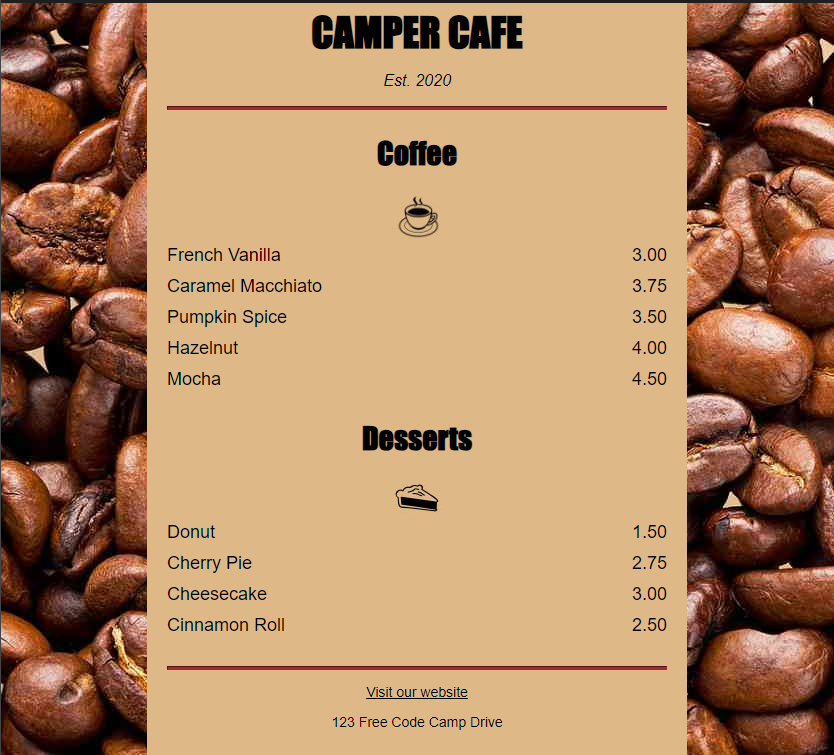 CAMPER CAFE
Est. 2020
Coffee
French Vanilla 3.00
Caramel Macchiato 3.75
Pumpkin Spice 3.50
Hazelnut 4.00
Mocha 4.50
Desserts
Donut 1.50
Cherry Pie 2.75
Cheesecake 3.00
Cinnamon Roll 2.50
Visit our website
123 Free Code Camp Drive